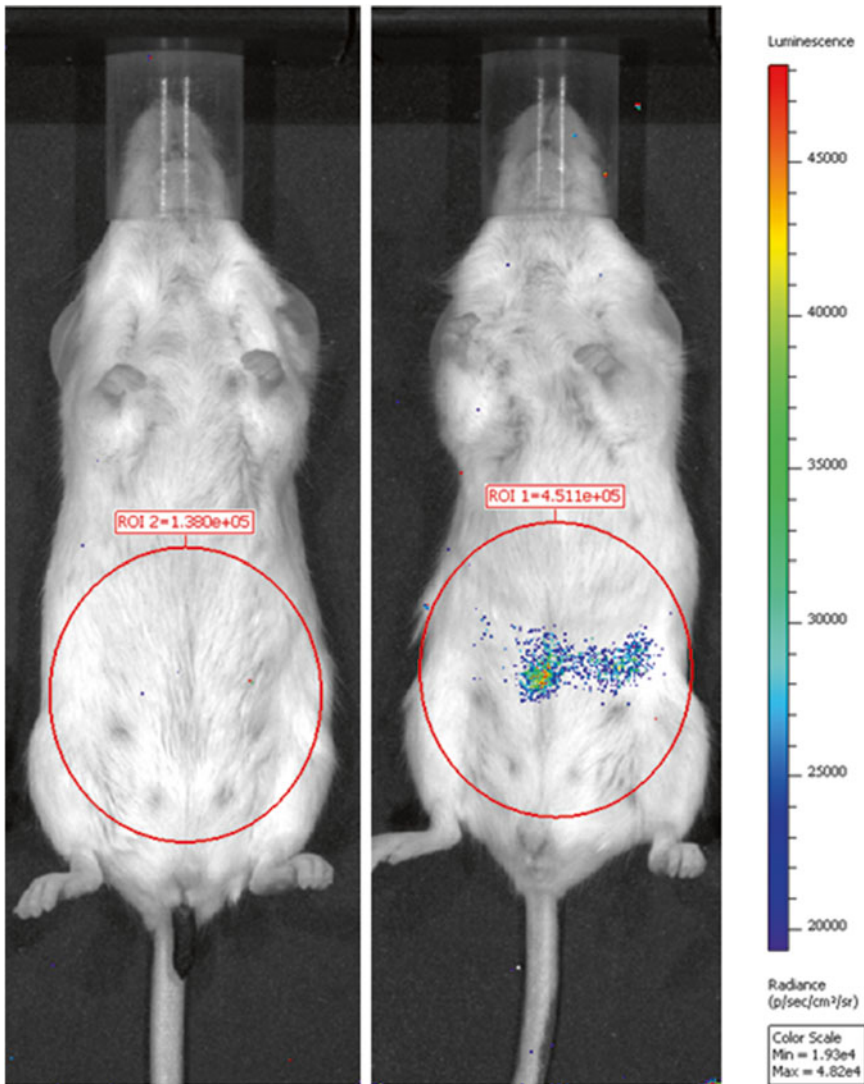 ROI 2=1.380e+05
ROI 1=4.511e+05
Luminescence
45000
40000
35000
30000
25000
20000
Radiance
(p/sec/cm²/sr)
Color Scale
Min = 1.93e4
Max = 4.82e4